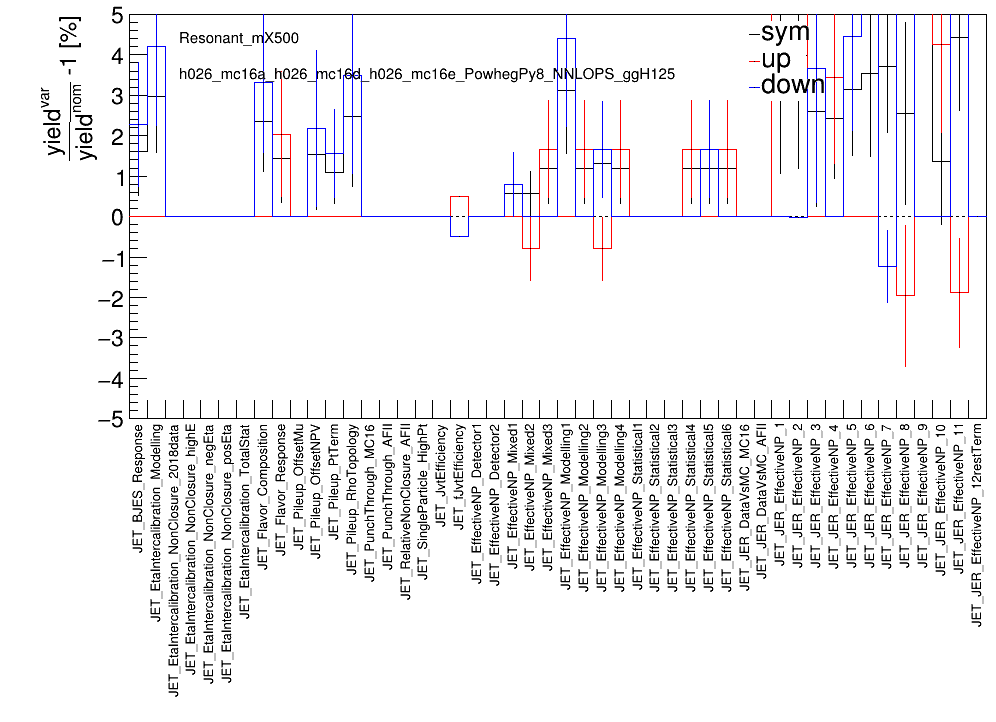 yield^var / yield^nom -1 [%]
5
4
3
2
1
0
−1
−2
−3
−4
−5
Resonant_mX500
h026_mc16a_h026_mc16d_h026_mc16e_PowhegPy8_NNLOPS_ggH125
sym
up
down
JET_BJES_Response
JET_EtaIntercalibration_Modelling
JET_EtaIntercalibration_NonClosure_2018data
JET_EtaIntercalibration_NonClosure_highE
JET_EtaIntercalibration_NonClosure_negEta
JET_EtaIntercalibration_NonClosure_posEta
JET_EtaIntercalibration_TotalStat
JET_Flavor_Composition
JET_Flavor_Response
JET_Pileup_OffsetMu
JET_Pileup_OffsetNPV
JET_Pileup_PtTerm
JET_Pileup_RhoTopology
JET_PunchThrough_MC16
JET_PunchThrough_AFII
JET_RelativeNonClosure_AFII
JET_SingleParticle_HighPt
JET_JvtEfficiency
JET_fJvtEfficiency
JET_EffectiveNP_Detector1
JET_EffectiveNP_Detector2
JET_EffectiveNP_Mixed1
JET_EffectiveNP_Mixed2
JET_EffectiveNP_Mixed3
JET_EffectiveNP_Modelling1
JET_EffectiveNP_Modelling2
JET_EffectiveNP_Modelling3
JET_EffectiveNP_Modelling4
JET_EffectiveNP_Statistical1
JET_EffectiveNP_Statistical2
JET_EffectiveNP_Statistical3
JET_EffectiveNP_Statistical4
JET_EffectiveNP_Statistical5
JET_EffectiveNP_Statistical6
JET_JER_DataVsMC_MC16
JET_JER_DataVsMC_AFII
JET_JER_EffectiveNP_1
JET_JER_EffectiveNP_2
JET_JER_EffectiveNP_3
JET_JER_EffectiveNP_4
JET_JER_EffectiveNP_5
JET_JER_EffectiveNP_6
JET_JER_EffectiveNP_7
JET_JER_EffectiveNP_8
JET_JER_EffectiveNP_9
JET_JER_EffectiveNP_10
JET_JER_EffectiveNP_11
JET_JER_EffectiveNP_12restTerm